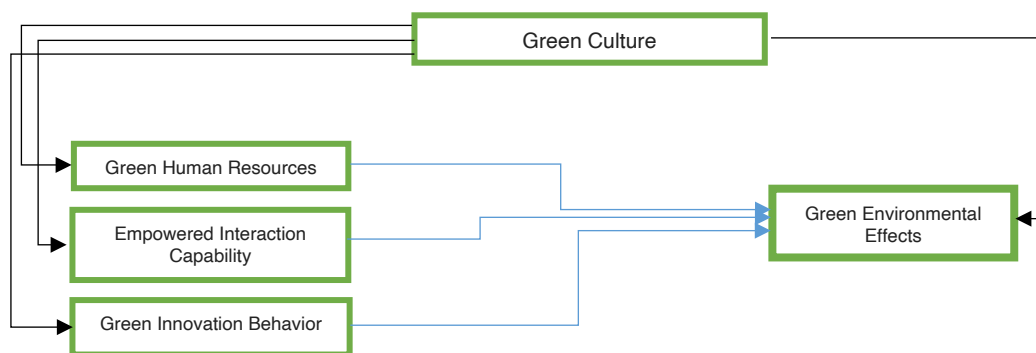 Green Culture
Green Human Resources
Empowered Interaction
Capability
Green Innovation Behavior
Green Environmental
Effects